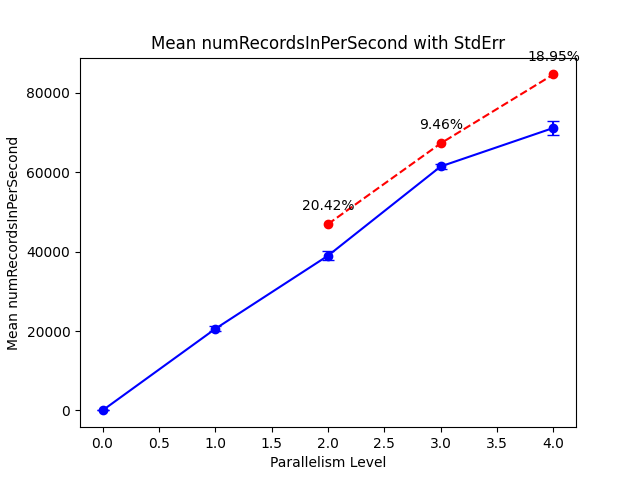 Mean numRecordsInPerSecond with StdErr
18.95%
9.46%
20.42%
80000
60000
40000
20000
0
Mean numRecordsInPerSecond
0.0 0.5 1.0 1.5 2.0 2.5 3.0 3.5 4.0
Parallelism Level